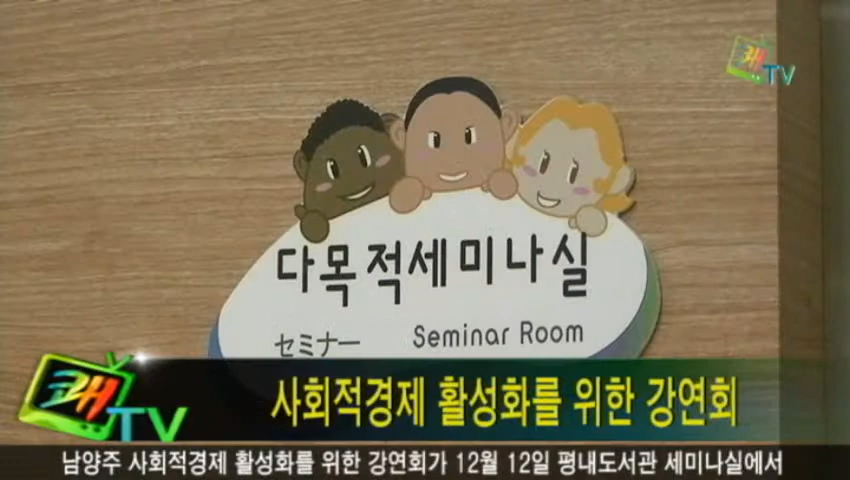 쾌TV
다목적세미나실
セミナー Seminar Room
쾌TV
사회적경제 활성화를 위한 강연회
남양주 사회적경제 활성화를 위한 강연회가 12월 12일 평내도서관 세미나실에서